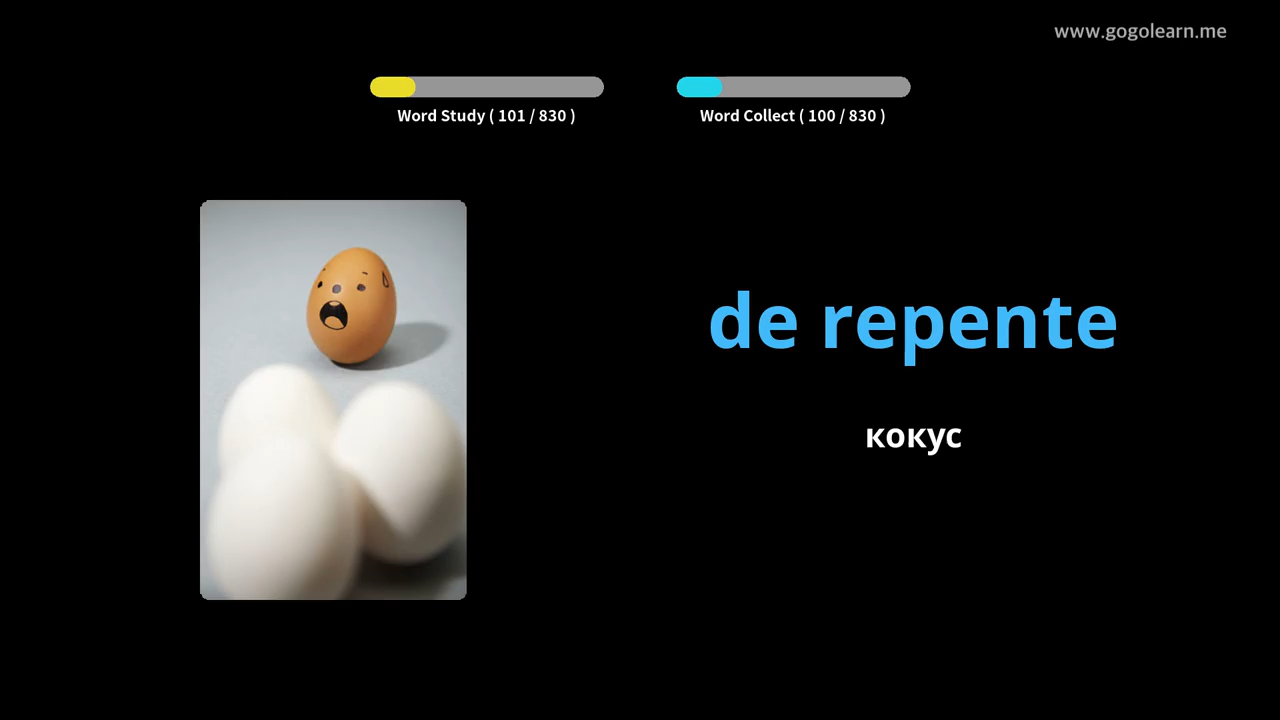 www.gogolearn.me
Word Study ( 101 / 830 )
Word Collect ( 100 / 830 )
de repente
кокус